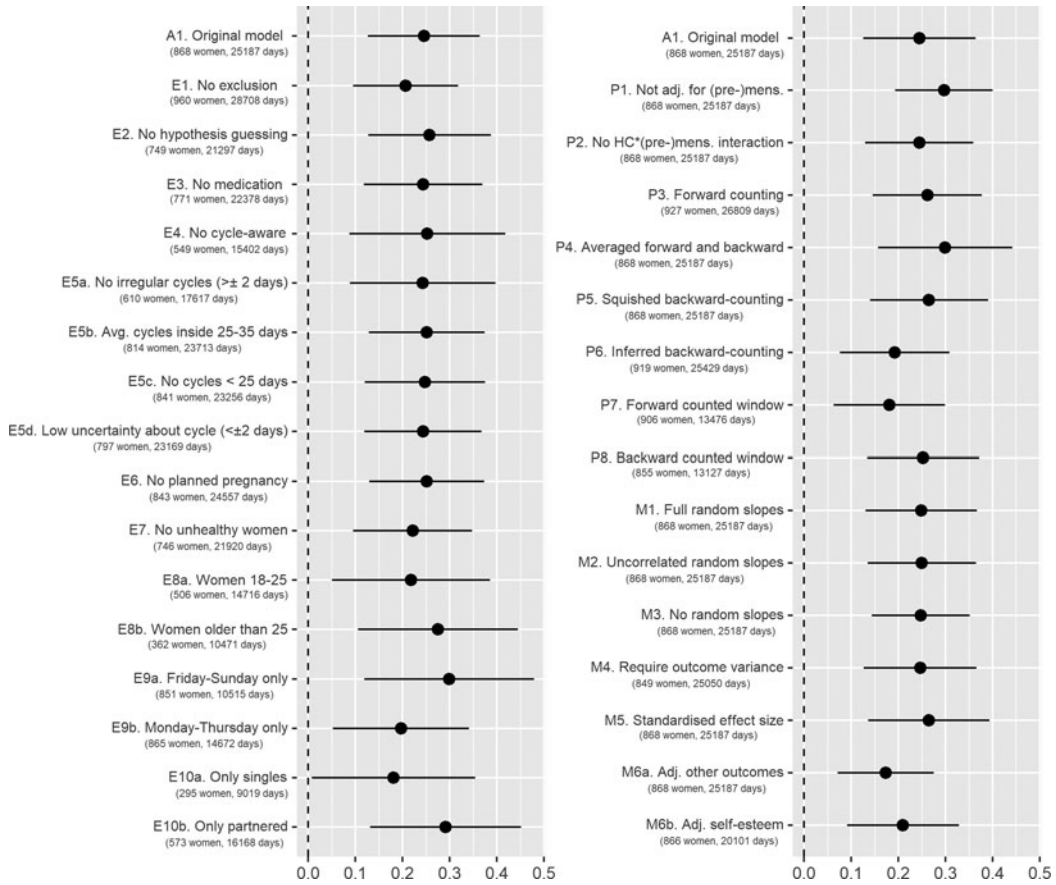 A1. Original model
(868 women, 25187 days)
E1. No exclusion
(960 women, 28708 days)
E2. No hypothesis guessing
(749 women, 21297 days)
E3. No medication
(771 women, 22378 days)
E4. No cycle-aware
(549 women, 15402 days)
E5a. No irregular cycles (>± 2 days)
(610 women, 17617 days)
E5b. Avg. cycles inside 25-35 days
(814 women, 23713 days)
E5c. No cycles < 25 days
(841 women, 23256 days)
E5d. Low uncertainty about cycle (<±2 days)
(797 women, 23169 days)
E6. No planned pregnancy
(843 women, 24557 days)
E7. No unhealthy women
(746 women, 21920 days)
E8a. Women 18-25
(506 women, 14716 days)
E8b. Women older than 25
(362 women, 10471 days)
E9a. Friday-Sunday only
(851 women, 10515 days)
E9b. Monday-Thursday only
(865 women, 14672 days)
E10a. Only singles
(295 women, 9019 days)
E10b. Only partnered
(573 women, 16168 days)
0.0 0.1 0.2 0.3 0.4 0.5
A1. Original model
(868 women, 25187 days)
P1. Not adj. for (pre-)mens.
(868 women, 25187 days)
P2. No HC*(pre-)mens. interaction
(868 women, 25187 days)
P3. Forward counting
(927 women, 26809 days)
P4. Averaged forward and backward
(868 women, 25187 days)
P5. Squished backward-counting
(868 women, 25187 days)
P6. Inferred backward-counting
(919 women, 25429 days)
P7. Forward counted window
(906 women, 13476 days)
P8. Backward counted window
(855 women, 13127 days)
M1. Full random slopes
(868 women, 25187 days)
M2. Uncorrelated random slopes
(868 women, 25187 days)
M3. No random slopes
(868 women, 25187 days)
M4. Require outcome variance
(849 women, 25050 days)
M5. Standardised effect size
(868 women, 25187 days)
M6a. Adj. other outcomes
(868 women, 25187 days)
M6b. Adj. self-esteem
(866 women, 20101 days)
0.0 0.1 0.2 0.3 0.4 0.5